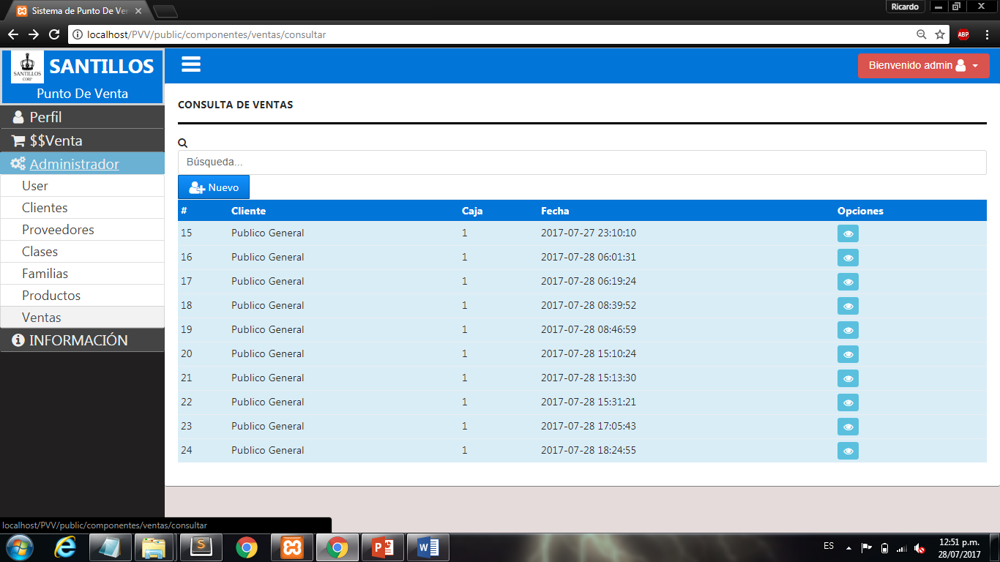 Sistema de Punto De Ver
Ricardo
localhost/PVV/public/componentes/ventas/consultar
ABP
SANTILLOS
CORP
SANTILLOS
Punto De Venta
Bienvenido admin
Perfil
$$Venta
Administrador
User
Clientes
Proveedores
Clases
Familias
Productos
Ventas
INFORMACIÓN
CONSULTA DE VENTAS
Búsqueda...
Nuevo
# Cliente Caja Fecha Opciones
15 Publico General 1 2017-07-27 23:10:10
16 Publico General 1 2017-07-28 06:01:31
17 Publico General 1 2017-07-28 06:19:24
18 Publico General 1 2017-07-28 08:39:52
19 Publico General 1 2017-07-28 08:46:59
20 Publico General 1 2017-07-28 15:10:24
21 Publico General 1 2017-07-28 15:13:30
22 Publico General 1 2017-07-28 15:31:21
23 Publico General 1 2017-07-28 17:05:43
24 Publico General 1 2017-07-28 18:24:55
localhost/PVV/public/componentes/ventas/consultar
ES
12:51 p.m.
28/07/2017